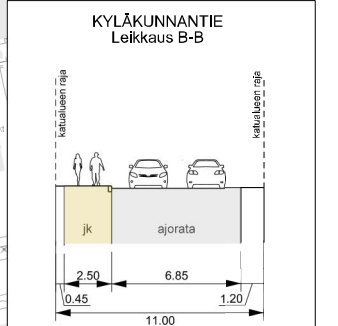 KYLÄKUNNANTIE
Leikkaus B-B
katualueen raja
katualueen raja
jk
ajorata
2.50
6.85
0.45
1.20
11.00